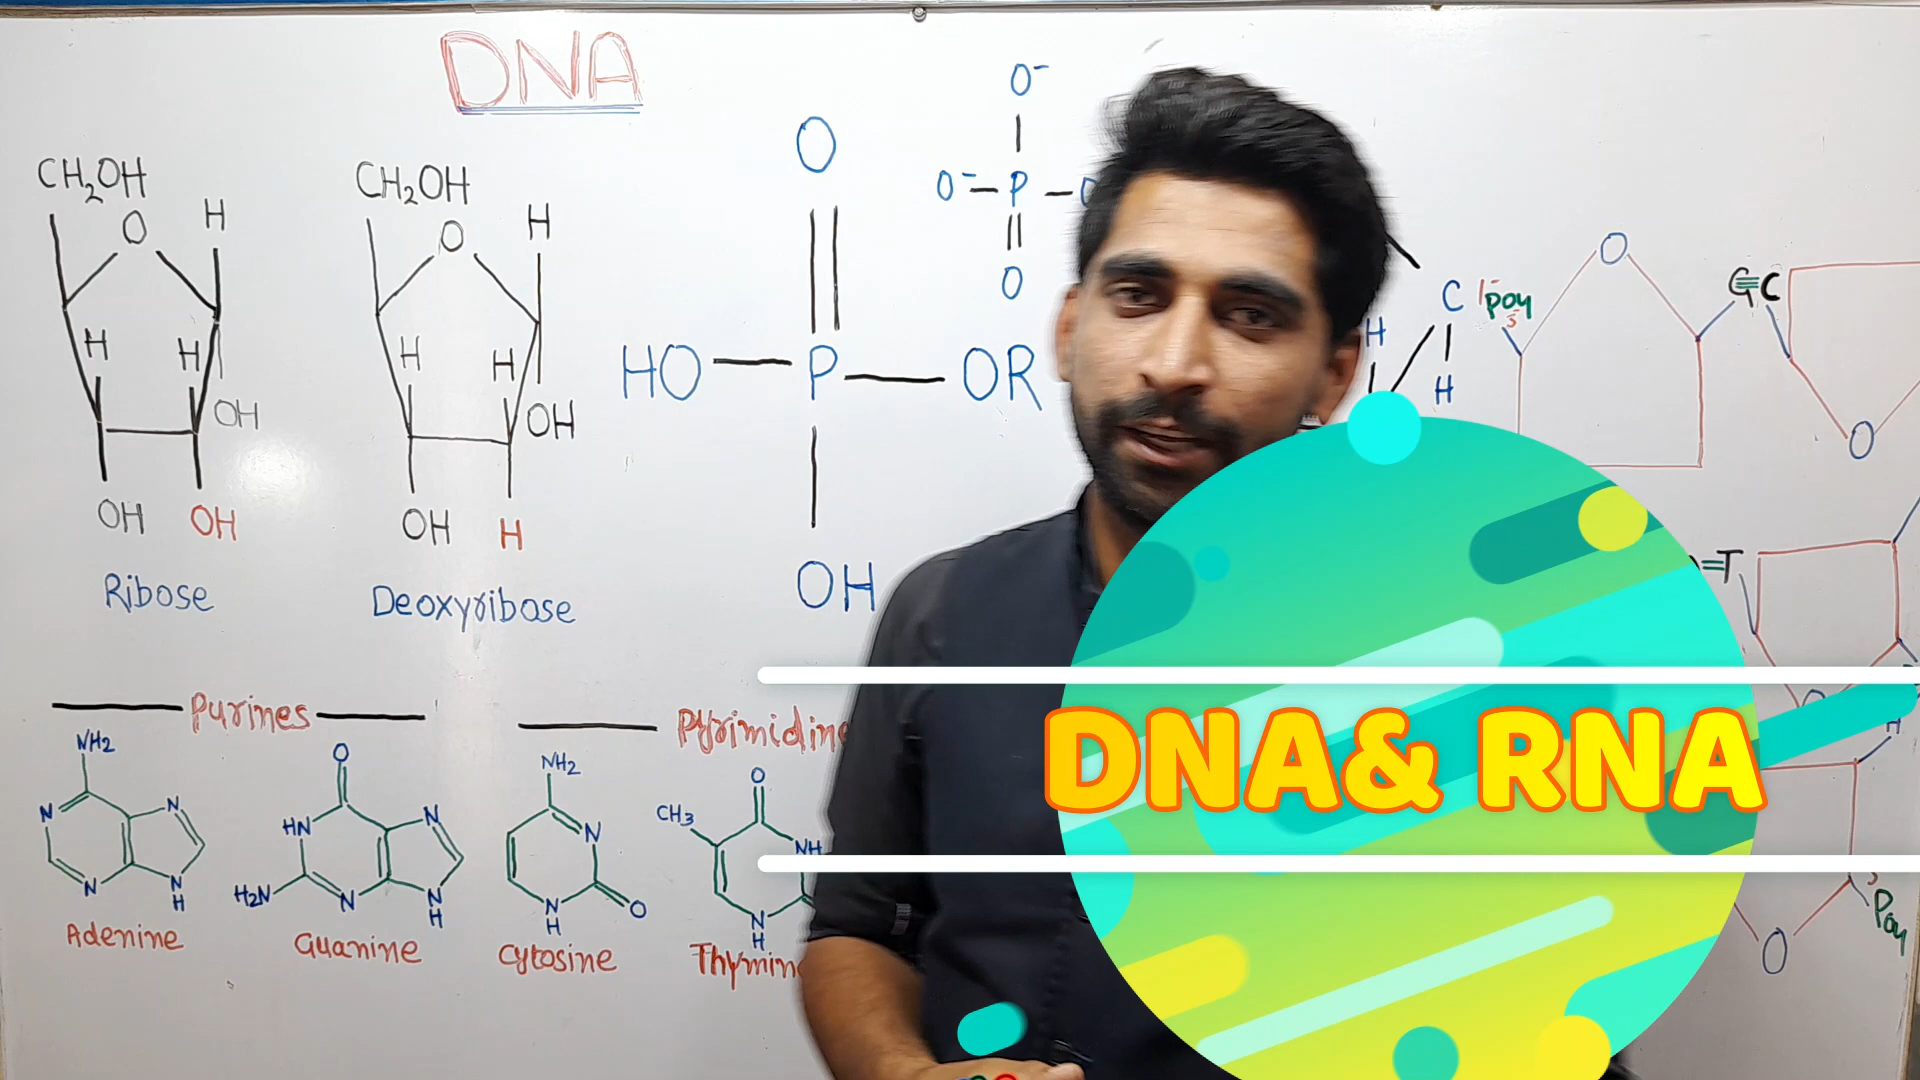 DNA
CH₂OH
O
H
H
H
OH
OH
OH
Ribose
CH₂OH
O
H
H
H
OH
OH
H
Deoxyribose
O
HO
P
OR
OH
O⁻
O⁻
P
O
C
H
H
O
G≡C
O
=T
Purines
NH2
N
N
N
N
H
Adenine
O
HN
N
H₂N
N
N
H
Guanine
NH2
N
N
H
O
Cytosine
O
CH3
NH
N
H
DNA& RNA
H
O